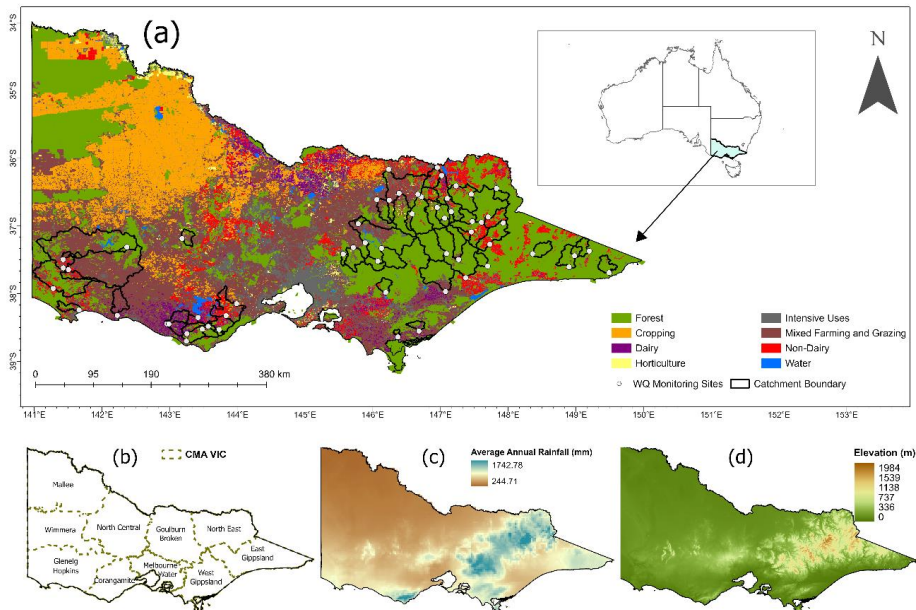 (a)
N
34°S
35°S
36°S
37°S
38°S
39°S
Forest
Cropping
Dairy
Horticulture
Intensive Uses
Mixed Farming and Grazing
Non-Dairy
Water
WQ Monitoring Sites
Catchment Boundary
0 95 190 380 km
141°E 142°E 143°E 144°E 145°E 146°E 147°E 148°E 149°E 150°E 151°E 152°E 153°E
(b)
CMA VIC
Mallee
Wimmera
North Central
Goulburn
Broken
North East
Glenelg
Hopkins
Corangamite
Melbourne
Water
West
Gippsland
East
Gippsland
(c)
Average Annual Rainfall (mm)
1742.78
244.71
(d)
Elevation (m)
1984
1539
1138
737
336
0